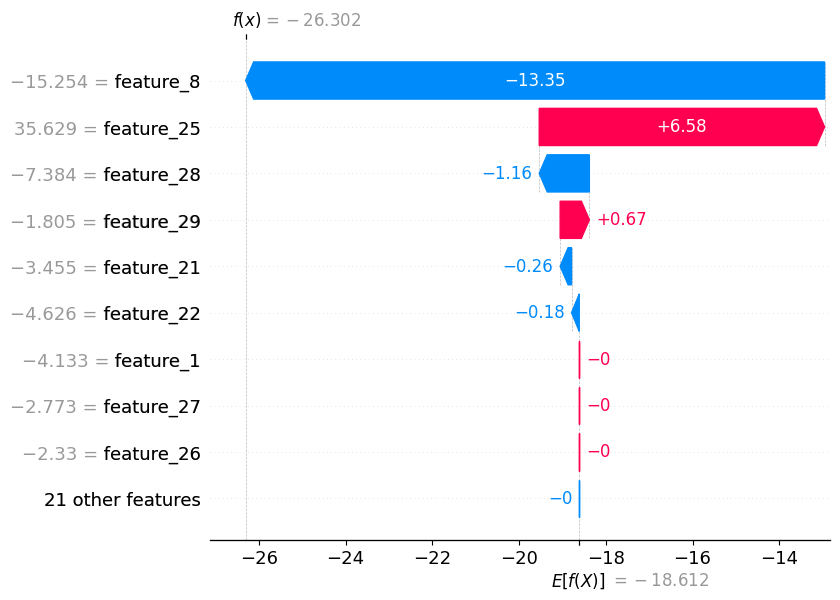 f(x) = −26.302
−15.254 = feature_8
−13.35
35.629 = feature_25
+6.58
−7.384 = feature_28
−1.16
−1.805 = feature_29
+0.67
−3.455 = feature_21
−0.26
−4.626 = feature_22
−0.18
−4.133 = feature_1
−0
−2.773 = feature_27
−0
−2.33 = feature_26
−0
21 other features
−0
−26 −24 −22 −20 −18 −16 −14
E[f(X)] = −18.612